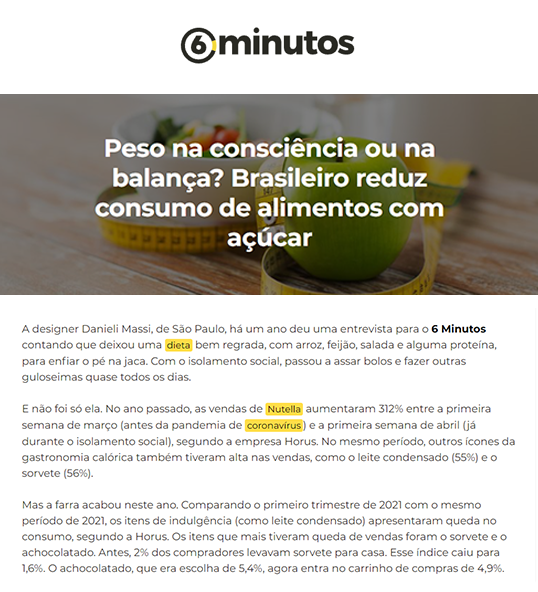 6 minutos
Peso na consciência ou na
balança? Brasileiro reduz
consumo de alimentos com
açúcar
A designer Danieli Massi, de São Paulo, há um ano deu uma entrevista para o 6 Minutos
contando que deixou uma dieta bem regrada, com arroz, feijão, salada e alguma proteína,
para enfiar o pé na jaca. Com o isolamento social, passou a assar bolos e fazer outras
guloseimas quase todos os dias.
E não foi só ela. No ano passado, as vendas de Nutella aumentaram 312% entre a primeira
semana de março (antes da pandemia de coronavírus) e a primeira semana de abril (já
durante o isolamento social), segundo a empresa Horus. No mesmo período, outros ícones da
gastronomia calórica também tiveram alta nas vendas, como o leite condensado (55%) e o
sorvete (56%).
Mas a farra acabou neste ano. Comparando o primeiro trimestre de 2021 com o mesmo
período de 2021, os itens de indulgência (como leite condensado) apresentaram queda no
consumo, segundo a Horus. Os itens que mais tiveram queda de vendas foram o sorvete e o
achocolatado. Antes, 2% dos compradores levavam sorvete para casa. Esse índice caiu para
1,6%. O achocolatado, que era escolha de 5,4%, agora entra no carrinho de compras de 4,9%.